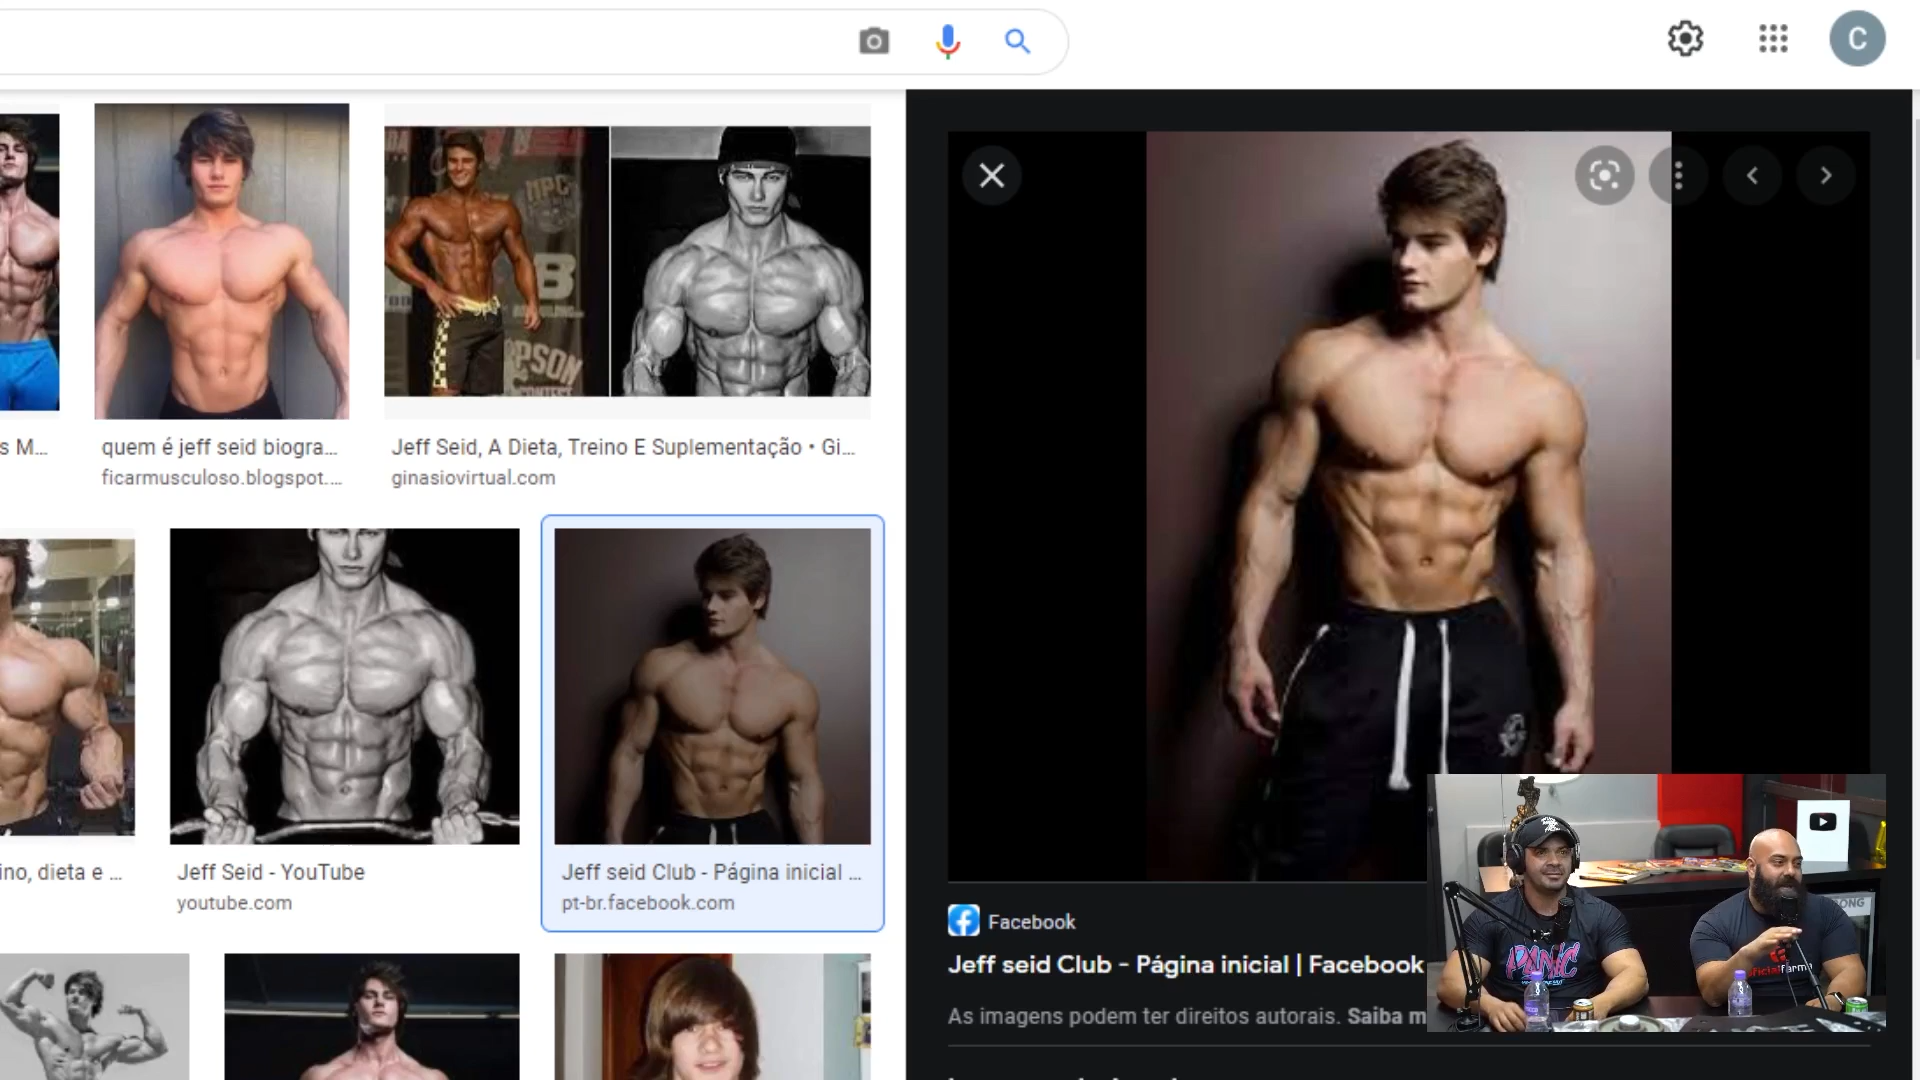 C
s M...
quem é jeff seid biogra...
ficarmusculoso.blogspot....
Jeff Seid, A Dieta, Treino E Suplementação • Gi...
ginasiovirtual.com
NPC
B
ino, dieta e ...
Jeff Seid - YouTube
youtube.com
Jeff seid Club - Página inicial ...
pt-br.facebook.com
Facebook
Jeff seid Club - Página inicial | Facebook
As imagens podem ter direitos autorais. Saiba m
PANIC